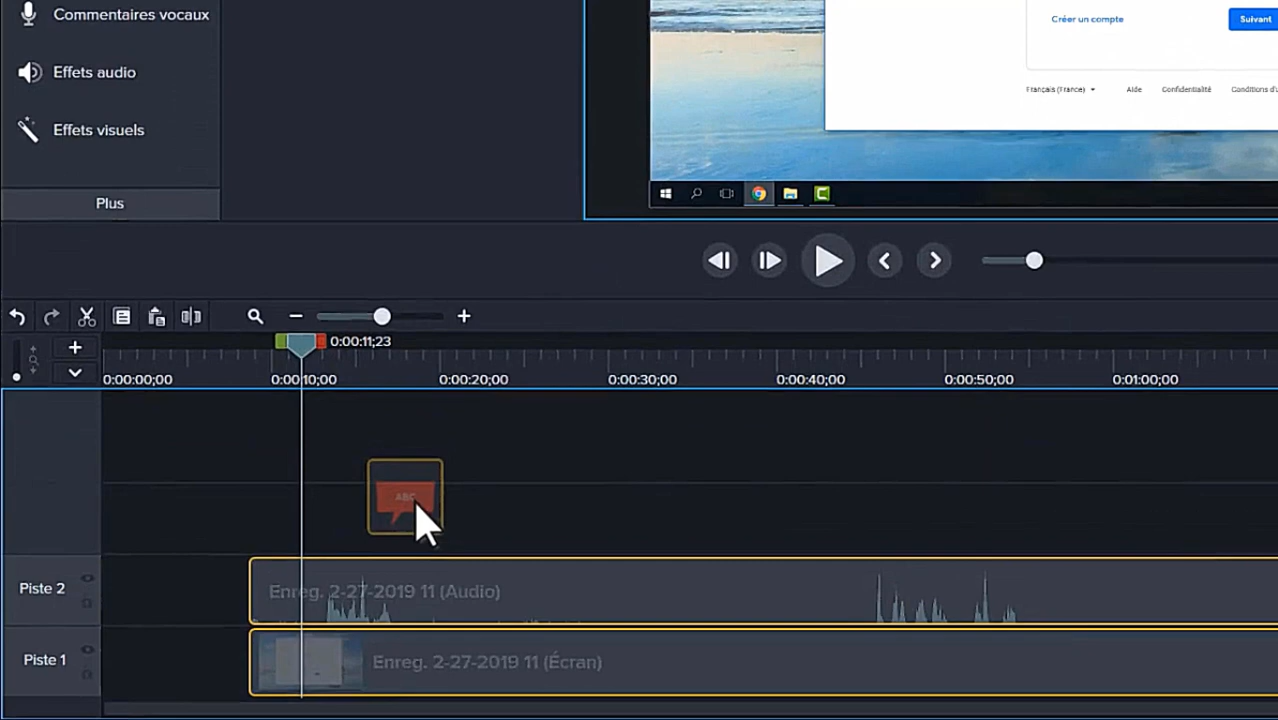 Commentaires vocaux
Effets audio
Effets visuels
Plus
Créer un compte
Suivant
Français (France)
Aide
Confidentialité
Conditions d'u
0:00:11;23
0:00:00;00
0:00:10;00
0:00:20;00
0:00:30;00
0:00:40;00
0:00:50;00
0:01:00;00
ABC
Piste 2
Enreg. 2-27-2019 11 (Audio)
Piste 1
Enreg. 2-27-2019 11 (Écran)